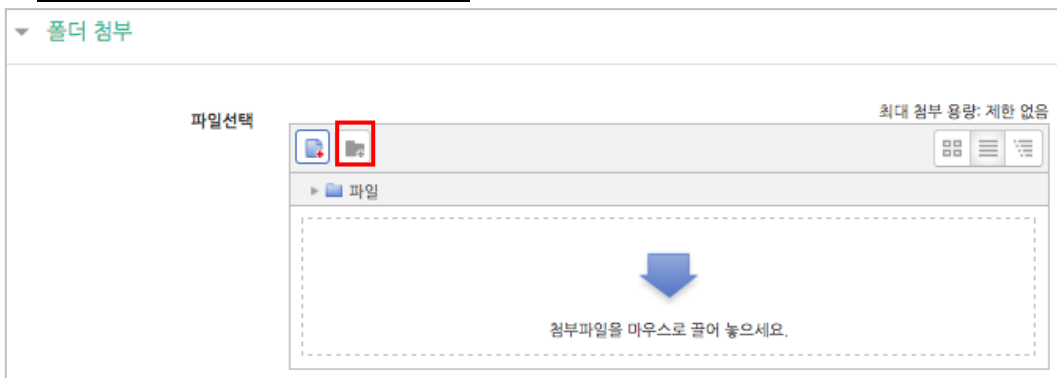 폴더 첨부
최대 첨부 용량: 제한 없음
파일선택
파일
첨부파일을 마우스로 끌어 놓으세요.